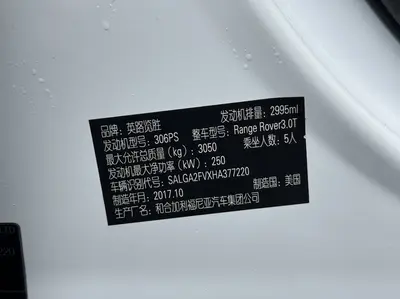 品牌：英路览胜
发动机排量：2995ml
发动机型号：306PS
整车型号：Range Rover3.0T
最大允许总质量（kg）：3050
乘坐人数：5人
发动机最大净功率（kW）：250
车辆识别代号：SALGA2FVXHA377220
制造年月：2017.10
制造国：美国
生产厂名：和合加利福尼亚汽车集团公司